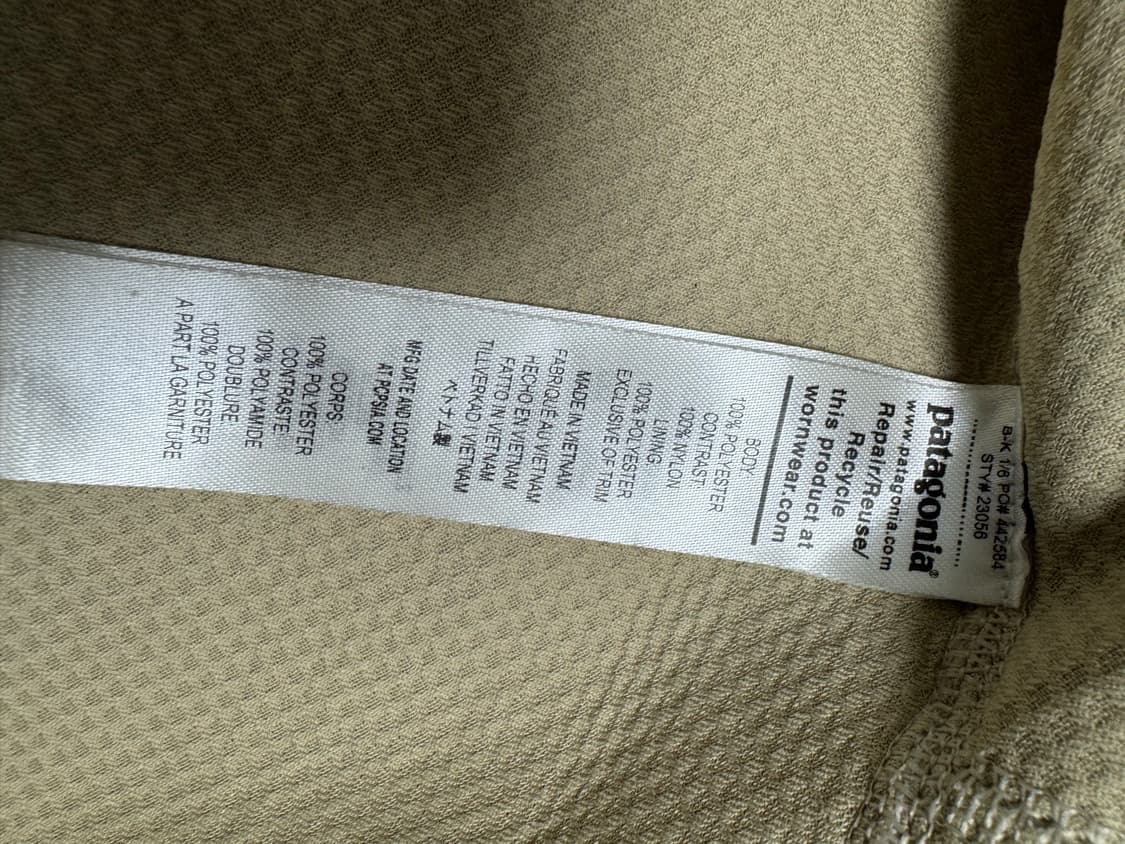 B-K 1/6 PO# 442584
STY# 23056
patagonia®
www.patagonia.com
Repair/Reuse/
Recycle
this product at
wornwear.com
BODY
100% POLYESTER
CONTRAST
100% NYLON
LINING
100% POLYESTER
EXCLUSIVE OF TRIM
MADE IN VIETNAM
FABRIQUÉ AU VIETNAM
HECHO EN VIETNAM
FATTO IN VIETNAM
TILLVERKAD I VIETNAM
ベトナム製
MFG DATE AND LOCATION
AT PCPSIA.COM
CORPS
100% POLYESTER
CONTRASTE:
100% POLYAMIDE
DOUBLURE
100% POLYESTER
A PART LA GARNITURE